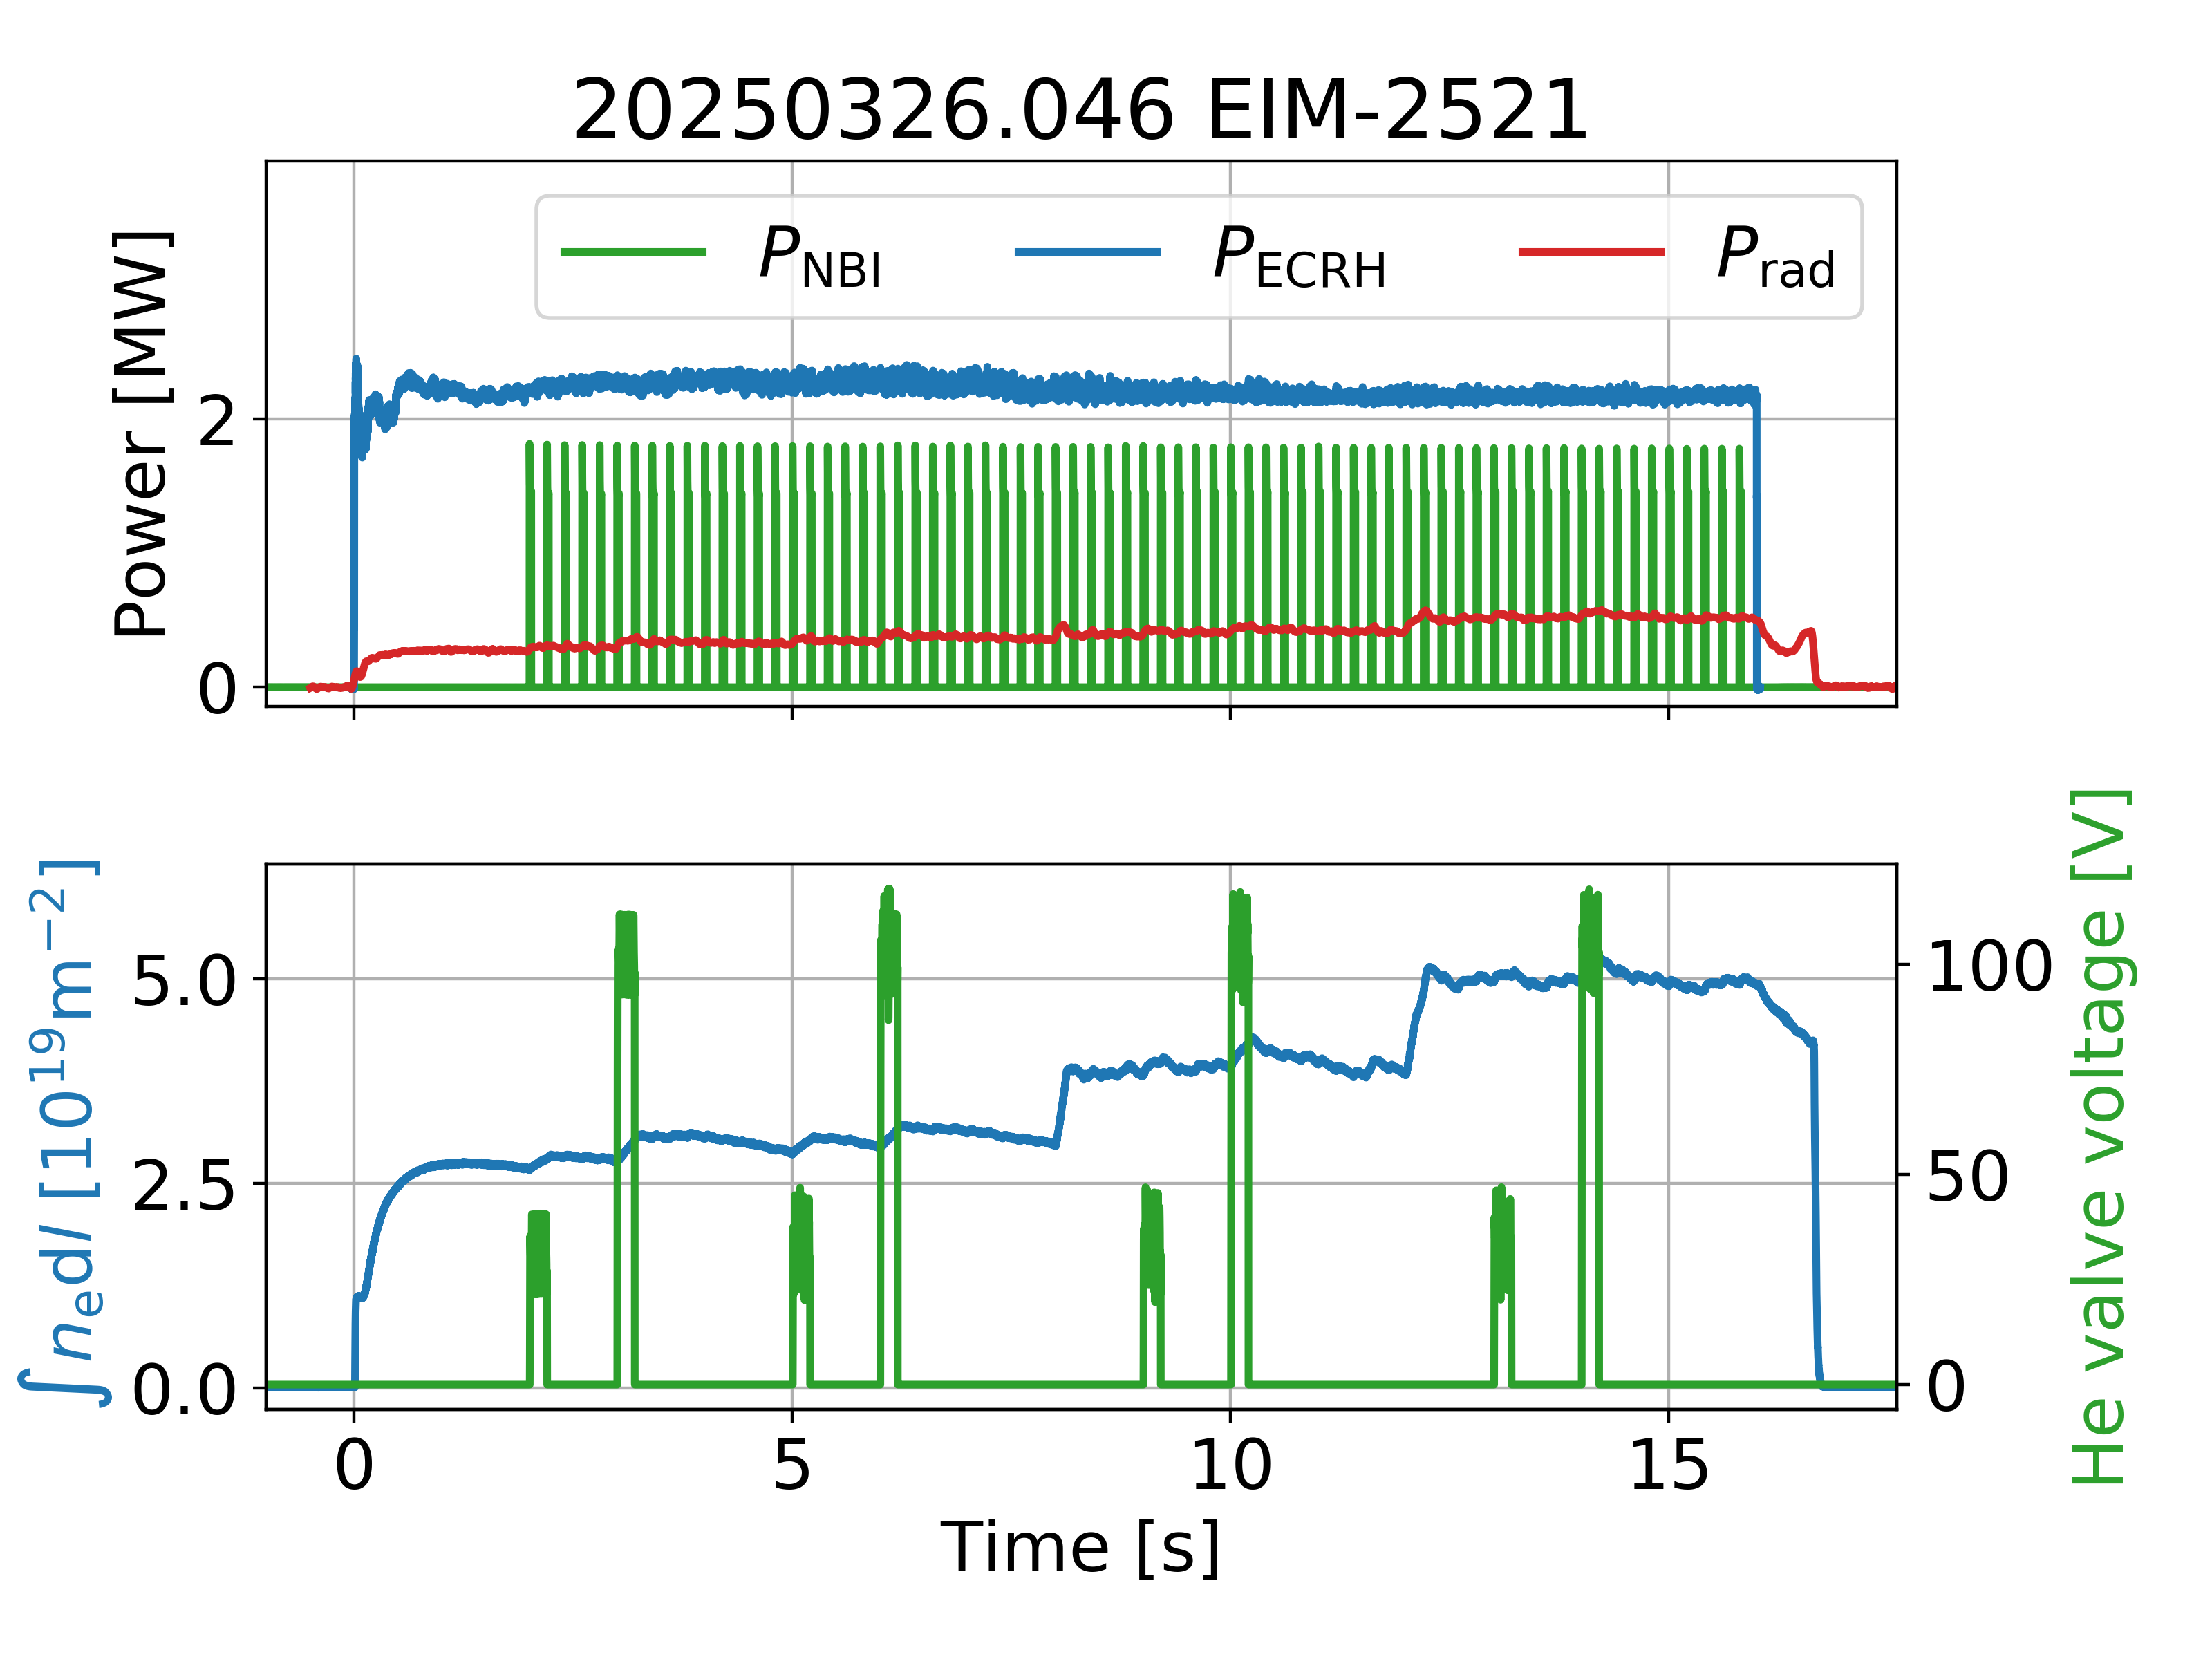 20250326.046 EIM-2521
Power [MW]
2
0
P_NBI
P_ECRH
P_rad
∫ n_e dl [10^19 m^−2]
5.0
2.5
0.0
100
50
0
He valve voltage [V]
0 5 10 15
Time [s]